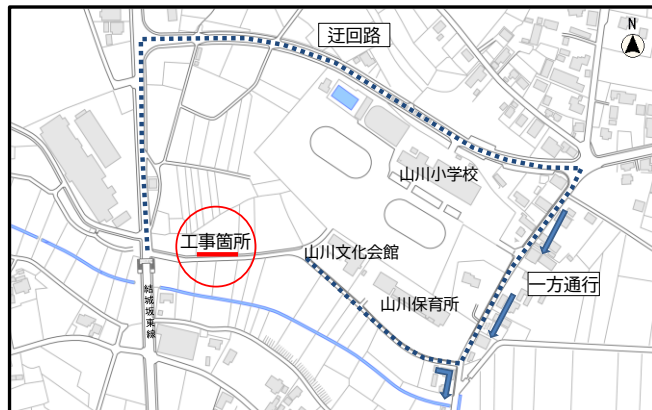 迂回路
N
山川小学校
工事箇所
山川文化会館
一方通行
山川保育所
結城坂東線